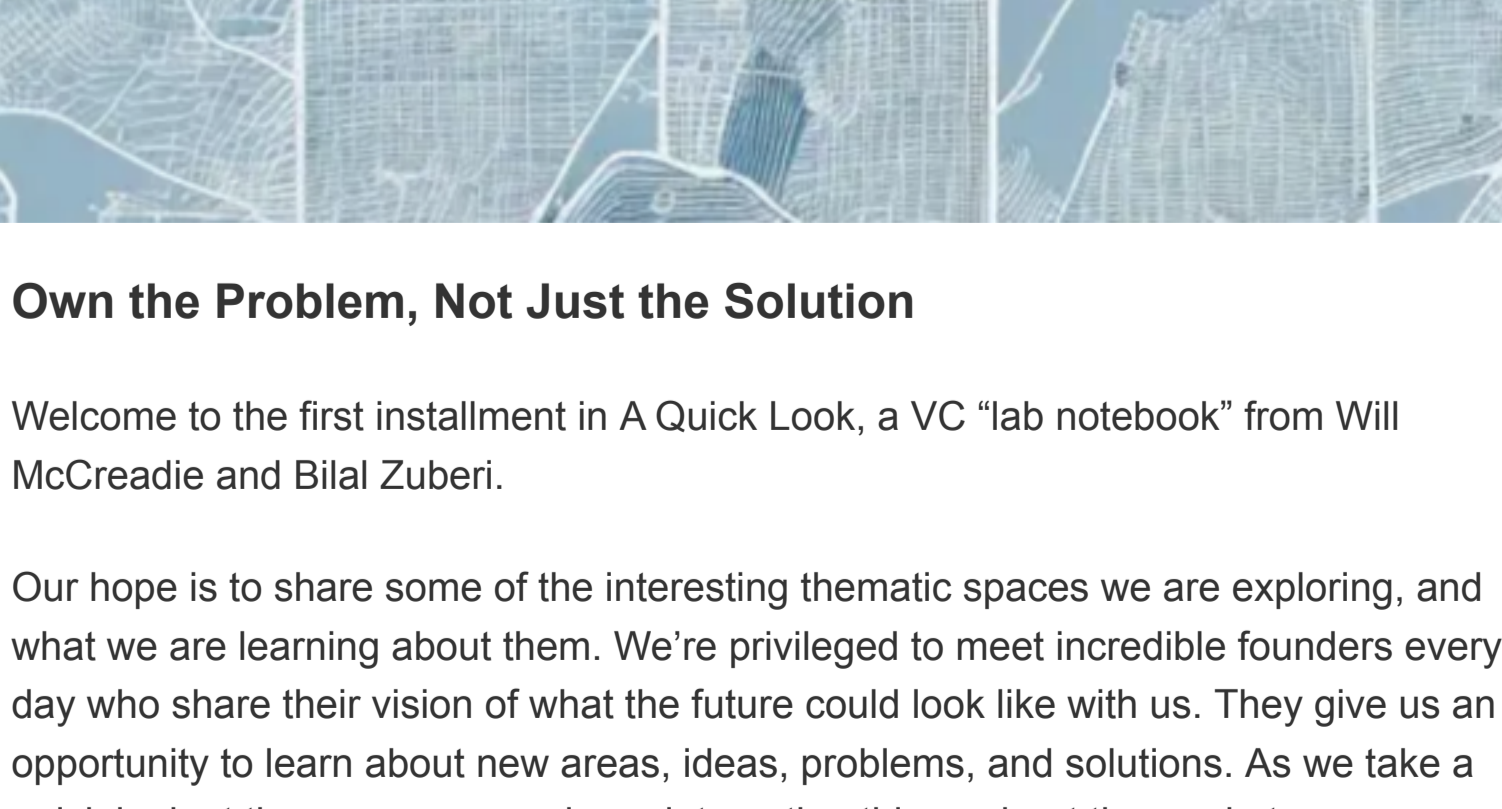 Own the Problem, Not Just the Solution
Welcome to the first installment in A Quick Look, a VC “lab notebook” from Will
McCreadie and Bilal Zuberi.
Our hope is to share some of the interesting thematic spaces we are exploring, and
what we are learning about them. We’re privileged to meet incredible founders every
day who share their vision of what the future could look like with us. They give us an
opportunity to learn about new areas, ideas, problems, and solutions. As we take a